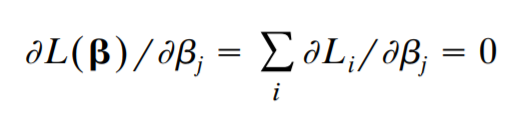 ∂L(β)/∂βⱼ = ∑ᵢ ∂Lᵢ/∂βⱼ = 0